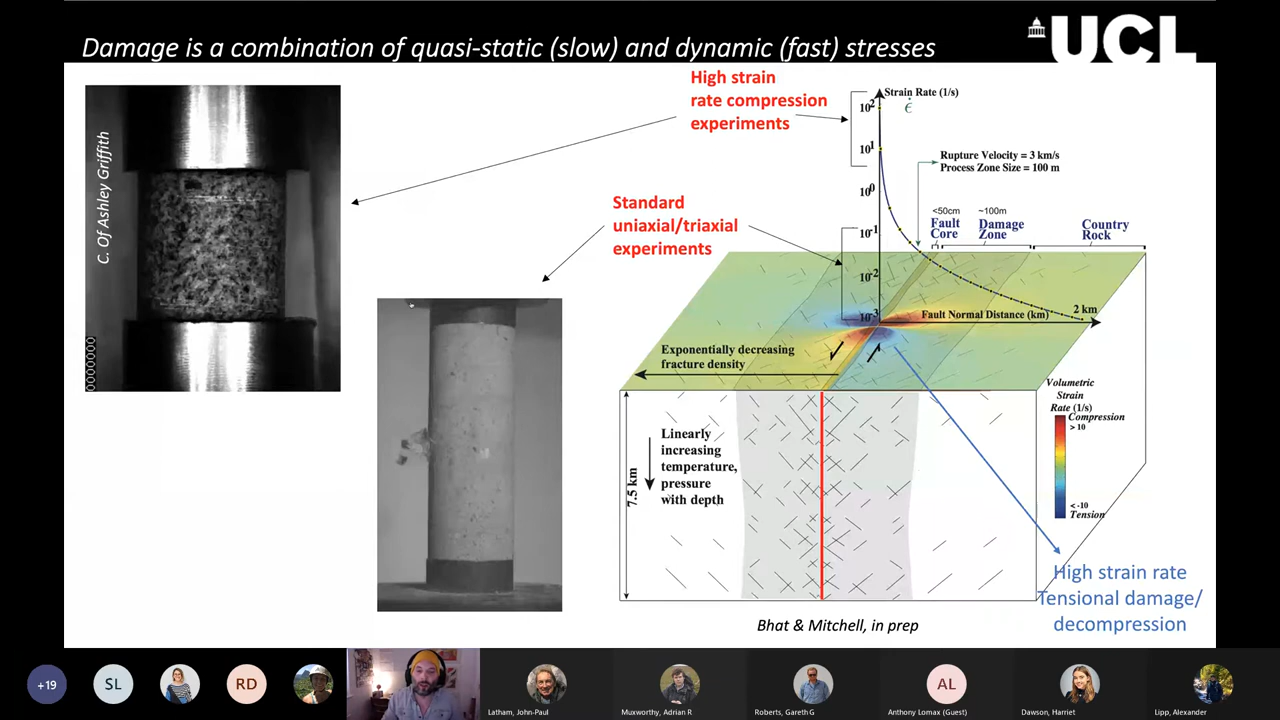 Damage is a combination of quasi-static (slow) and dynamic (fast) stresses
UCL
C. Of Ashley Griffith
0000000
High strain
rate compression
experiments
Standard
uniaxial/triaxial
experiments
Strain Rate (1/s)
ε̇
10²
10¹
10⁰
10⁻¹
10⁻²
10⁻³
Rupture Velocity = 3 km/s
Process Zone Size = 100 m
<50cm
Fault
Core
~100m
Damage
Zone
Country
Rock
2 km
Fault Normal Distance (km)
Exponentially decreasing
fracture density
Linearly
increasing
temperature,
pressure
with depth
7.5 km
Volumetric
Strain
Rate (1/s)
Compression
> 10
< -10
Tension
High strain rate
Tensional damage/
decompression
Bhat & Mitchell, in prep
+19
SL
RD
Latham, John-Paul
Muxworthy, Adrian R
Roberts, Gareth G
AL
Anthony Lomax (Guest)
Dawson, Harriet
Lipp, Alexander